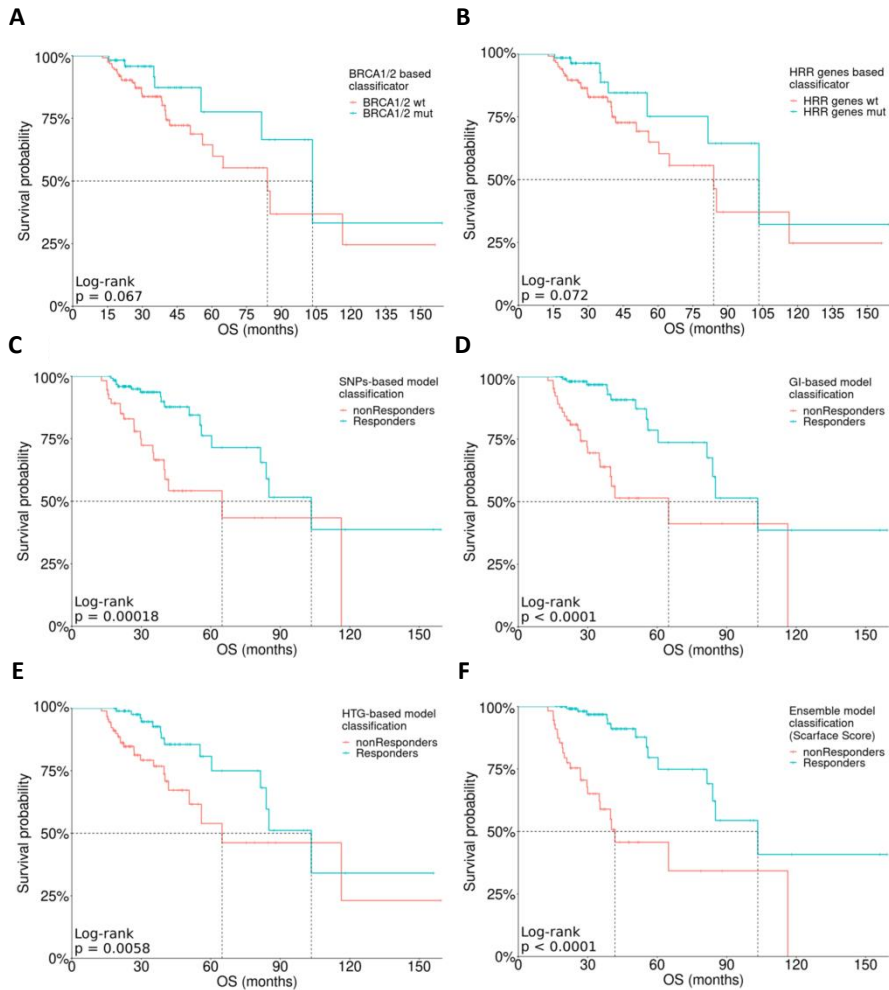 A
100%
75%
50%
25%
0%
Survival probability
BRCA1/2 based
classificator
BRCA1/2 wt
BRCA1/2 mut
Log-rank
p = 0.067
0 15 30 45 60 75 90 105 120 135 150
OS (months)
B
100%
75%
50%
25%
0%
Survival probability
HRR genes based
classificator
HRR genes wt
HRR genes mut
Log-rank
p = 0.072
0 15 30 45 60 75 90 105 120 135 150
OS (months)
C
100%
75%
50%
25%
0%
Survival probability
SNPs-based model
classification
nonResponders
Responders
Log-rank
p = 0.00018
0 30 60 90 120 150
OS (months)
D
100%
75%
50%
25%
0%
Survival probability
GI-based model
classification
nonResponders
Responders
Log-rank
p < 0.0001
0 30 60 90 120 150
OS (months)
E
100%
75%
50%
25%
0%
Survival probability
HTG-based model
classification
nonResponders
Responders
Log-rank
p = 0.0058
0 30 60 90 120 150
OS (months)
F
100%
75%
50%
25%
0%
Survival probability
Ensemble model
classification
(Scarface Score)
nonResponders
Responders
Log-rank
p < 0.0001
0 30 60 90 120 150
OS (months)